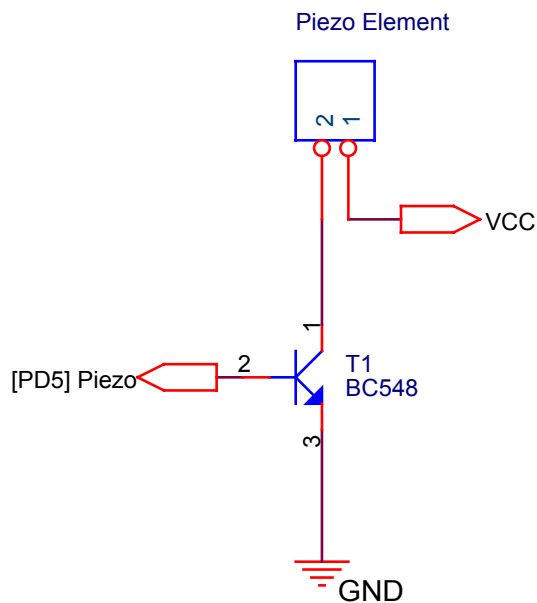 Piezo Element
2
1
VCC
1
[PD5] Piezo
2
T1
BC548
3
GND